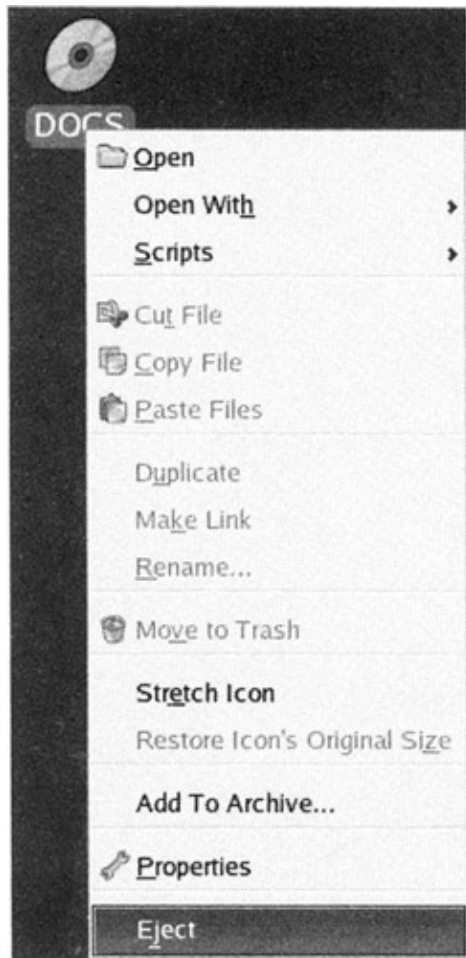 DOCS
Open
Open With
Scripts
Cut File
Copy File
Paste Files
Duplicate
Make Link
Rename...
Move to Trash
Stretch Icon
Restore Icon's Original Size
Add To Archive...
Properties
Eject